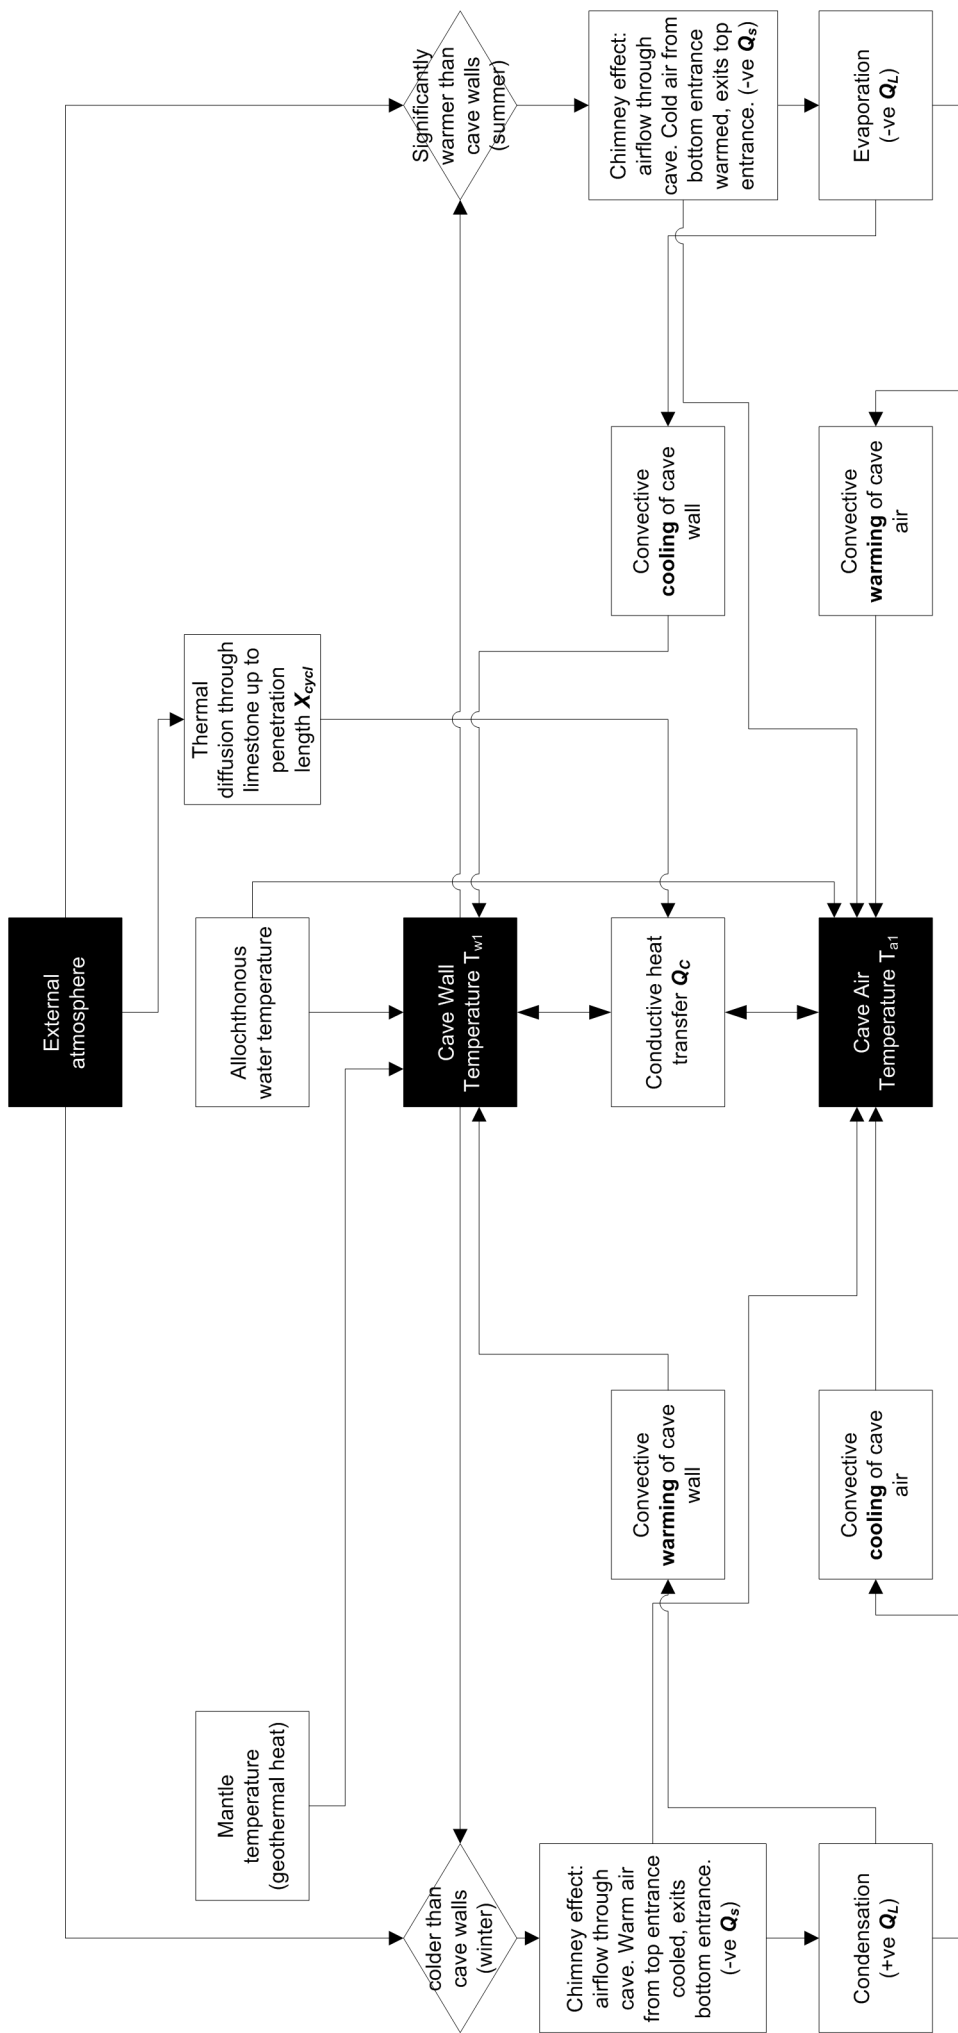 External
atmosphere
Mantle
temperature
(geothermal heat)
Allochthonous
water temperature
Thermal
diffusion through
limestone up to
penetration
length Xcycl
colder than
cave walls
(winter)
Cave Wall
Temperature Tw1
Significantly
warmer than
cave walls
(summer)
Chimney effect:
airflow through
cave. Warm air
from top entrance
cooled, exits
bottom entrance.
(-ve Qs)
Convective
warming of cave
wall
Conductive heat
transfer QC
Convective
cooling of cave
wall
Chimney effect:
airflow through
cave. Cold air from
bottom entrance
warmed, exits top
entrance. (-ve Qs)
Condensation
(+ve QL)
Convective
cooling of cave
air
Cave Air
Temperature Ta1
Convective
warming of cave
air
Evaporation
(-ve QL)